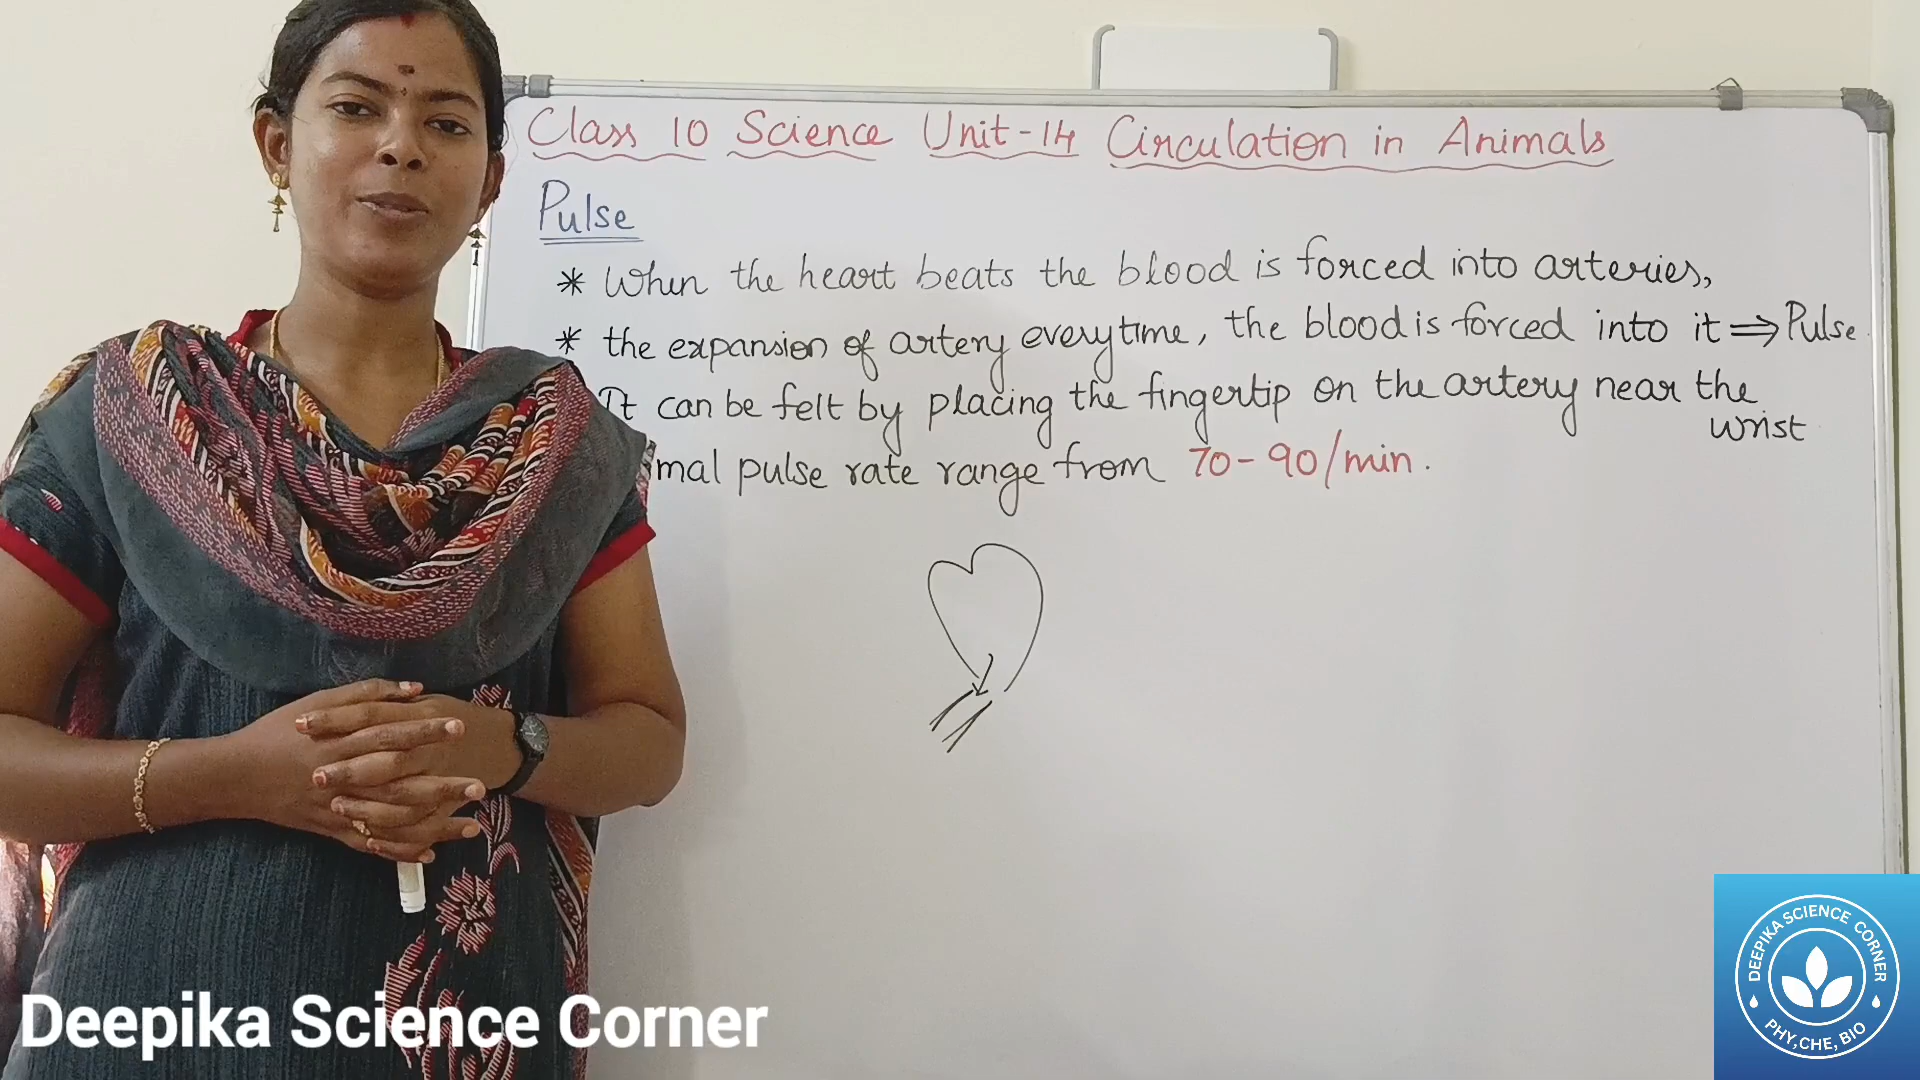 Class 10 Science Unit-14 Circulation in Animals
Pulse
* When the heart beats the blood is forced into arteries,
* the expansion of artery everytime, the blood is forced into it ⇒ Pulse.
It can be felt by placing the fingertip on the artery near the
wrist
mal pulse rate range from 70-90/min.
Deepika Science Corner
DEEPIKA SCIENCE CORNER
PHY,CHE, BIO